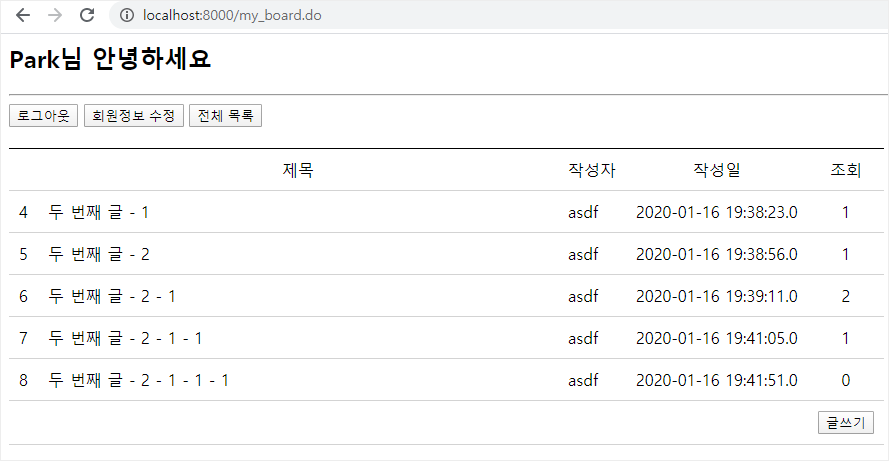 localhost:8000/my_board.do
Park님 안녕하세요
로그아웃 회원정보 수정 전체 목록
제목 작성자 작성일 조회
4 두 번째 글 - 1 asdf 2020-01-16 19:38:23.0 1
5 두 번째 글 - 2 asdf 2020-01-16 19:38:56.0 1
6 두 번째 글 - 2 - 1 asdf 2020-01-16 19:39:11.0 2
7 두 번째 글 - 2 - 1 - 1 asdf 2020-01-16 19:41:05.0 1
8 두 번째 글 - 2 - 1 - 1 - 1 asdf 2020-01-16 19:41:51.0 0
글쓰기